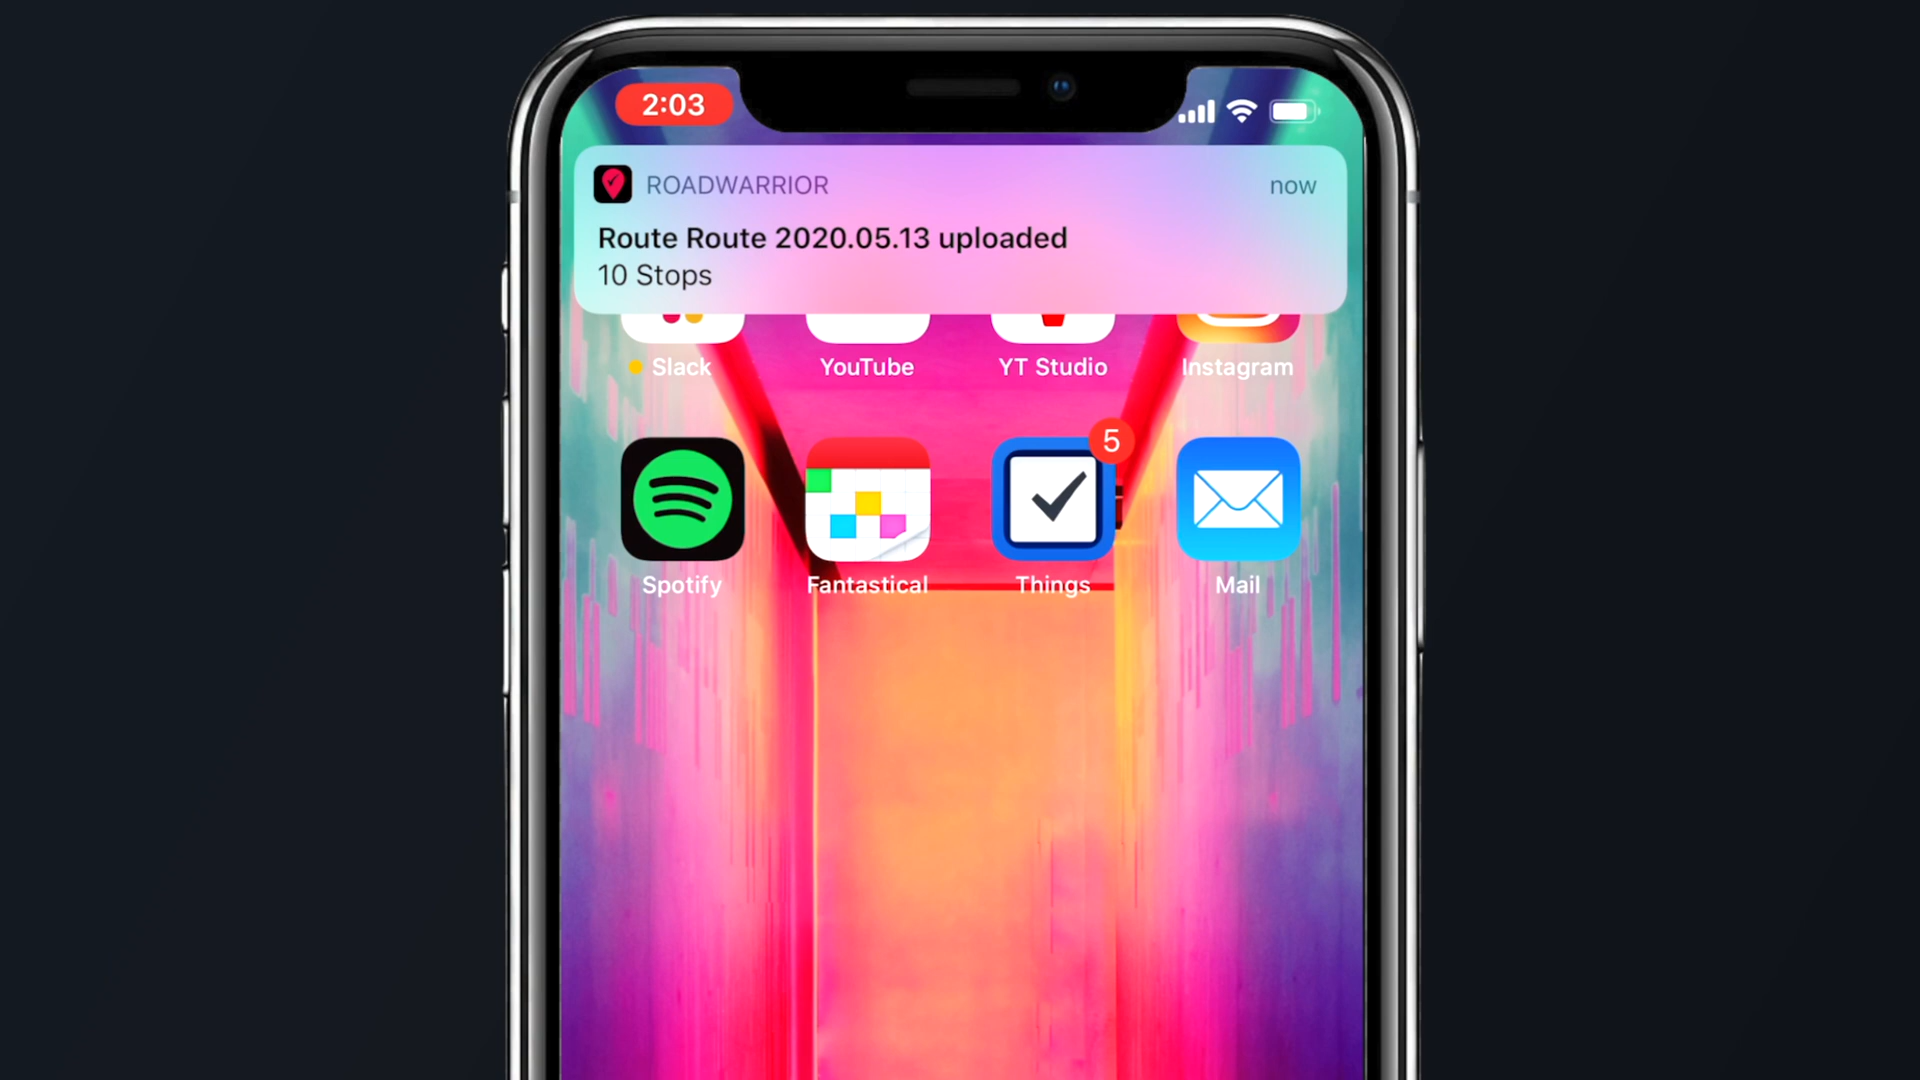 2:03
ROADWARRIOR now
Route Route 2020.05.13 uploaded
10 Stops
Slack YouTube YT Studio Instagram
5
Spotify Fantastical Things Mail